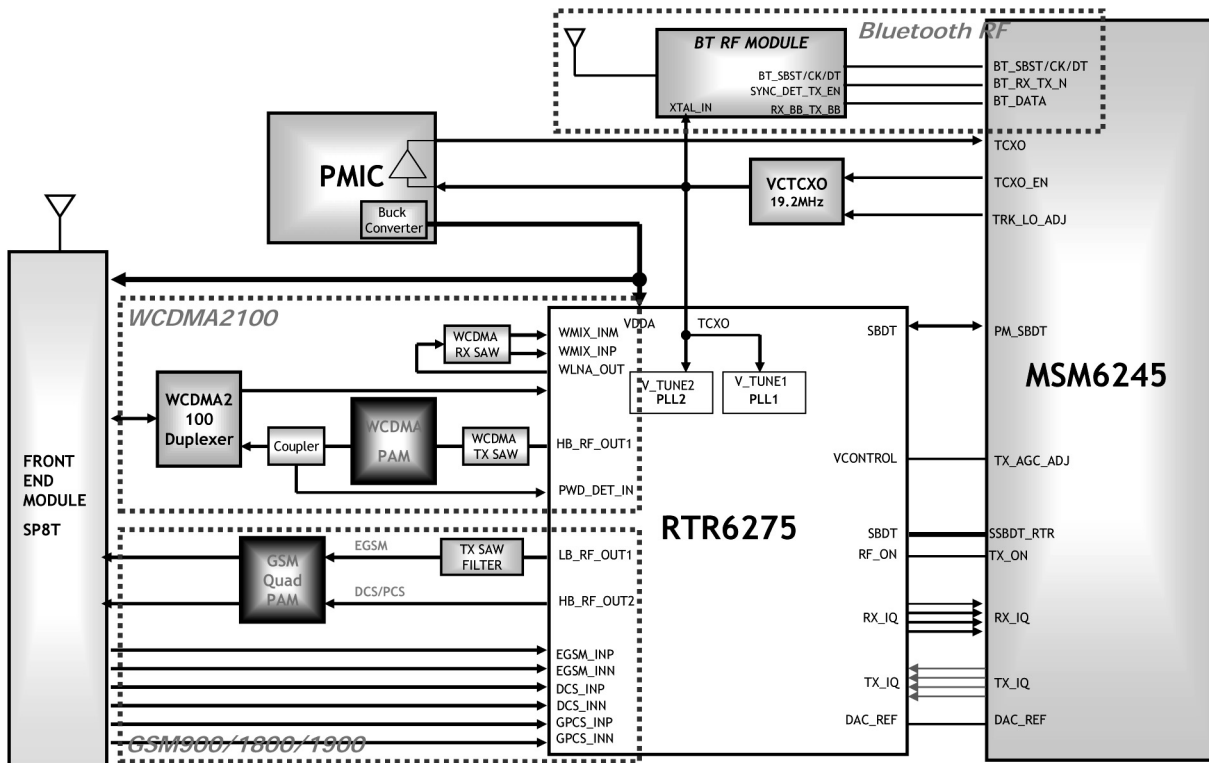 Bluetooth RF
BT RF MODULE
BT_SBST/CK/DT
SYNC_DET_TX_EN
XTAL_IN
RX_BB_TX_BB
BT_SBST/CK/DT
BT_RX_TX_N
BT_DATA
PMIC
Buck
Converter
VCTCXO
19.2MHz
TCXO
TCXO_EN
TRK_LO_ADJ
WCDMA2100
WCDMA
RX SAW
WMIX_INM
WMIX_INP
WLNA_OUT
VDDA
TCXO
V_TUNE2
PLL2
V_TUNE1
PLL1
SBDT
PM_SBDT
MSM6245
WCDMA2
100
Duplexer
Coupler
WCDMA
PAM
WCDMA
TX SAW
HB_RF_OUT1
PWD_DET_IN
VCONTROL
TX_AGC_ADJ
FRONT
END
MODULE
SP8T
RTR6275
EGSM
TX SAW
FILTER
LB_RF_OUT1
GSM
Quad
PAM
DCS/PCS
HB_RF_OUT2
SBDT
SSBDT_RTR
RF_ON
TX_ON
RX_IQ
RX_IQ
EGSM_INP
EGSM_INN
DCS_INP
DCS_INN
GPCS_INP
GPCS_INN
TX_IQ
TX_IQ
DAC_REF
DAC_REF
GSM900/1800/1900